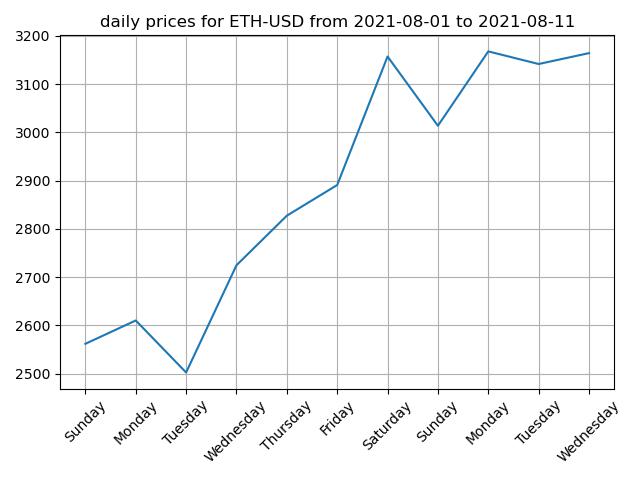 daily prices for ETH-USD from 2021-08-01 to 2021-08-11
3200
3100
3000
2900
2800
2700
2600
2500
Sunday
Monday
Tuesday
Wednesday
Thursday
Friday
Saturday
Sunday
Monday
Tuesday
Wednesday